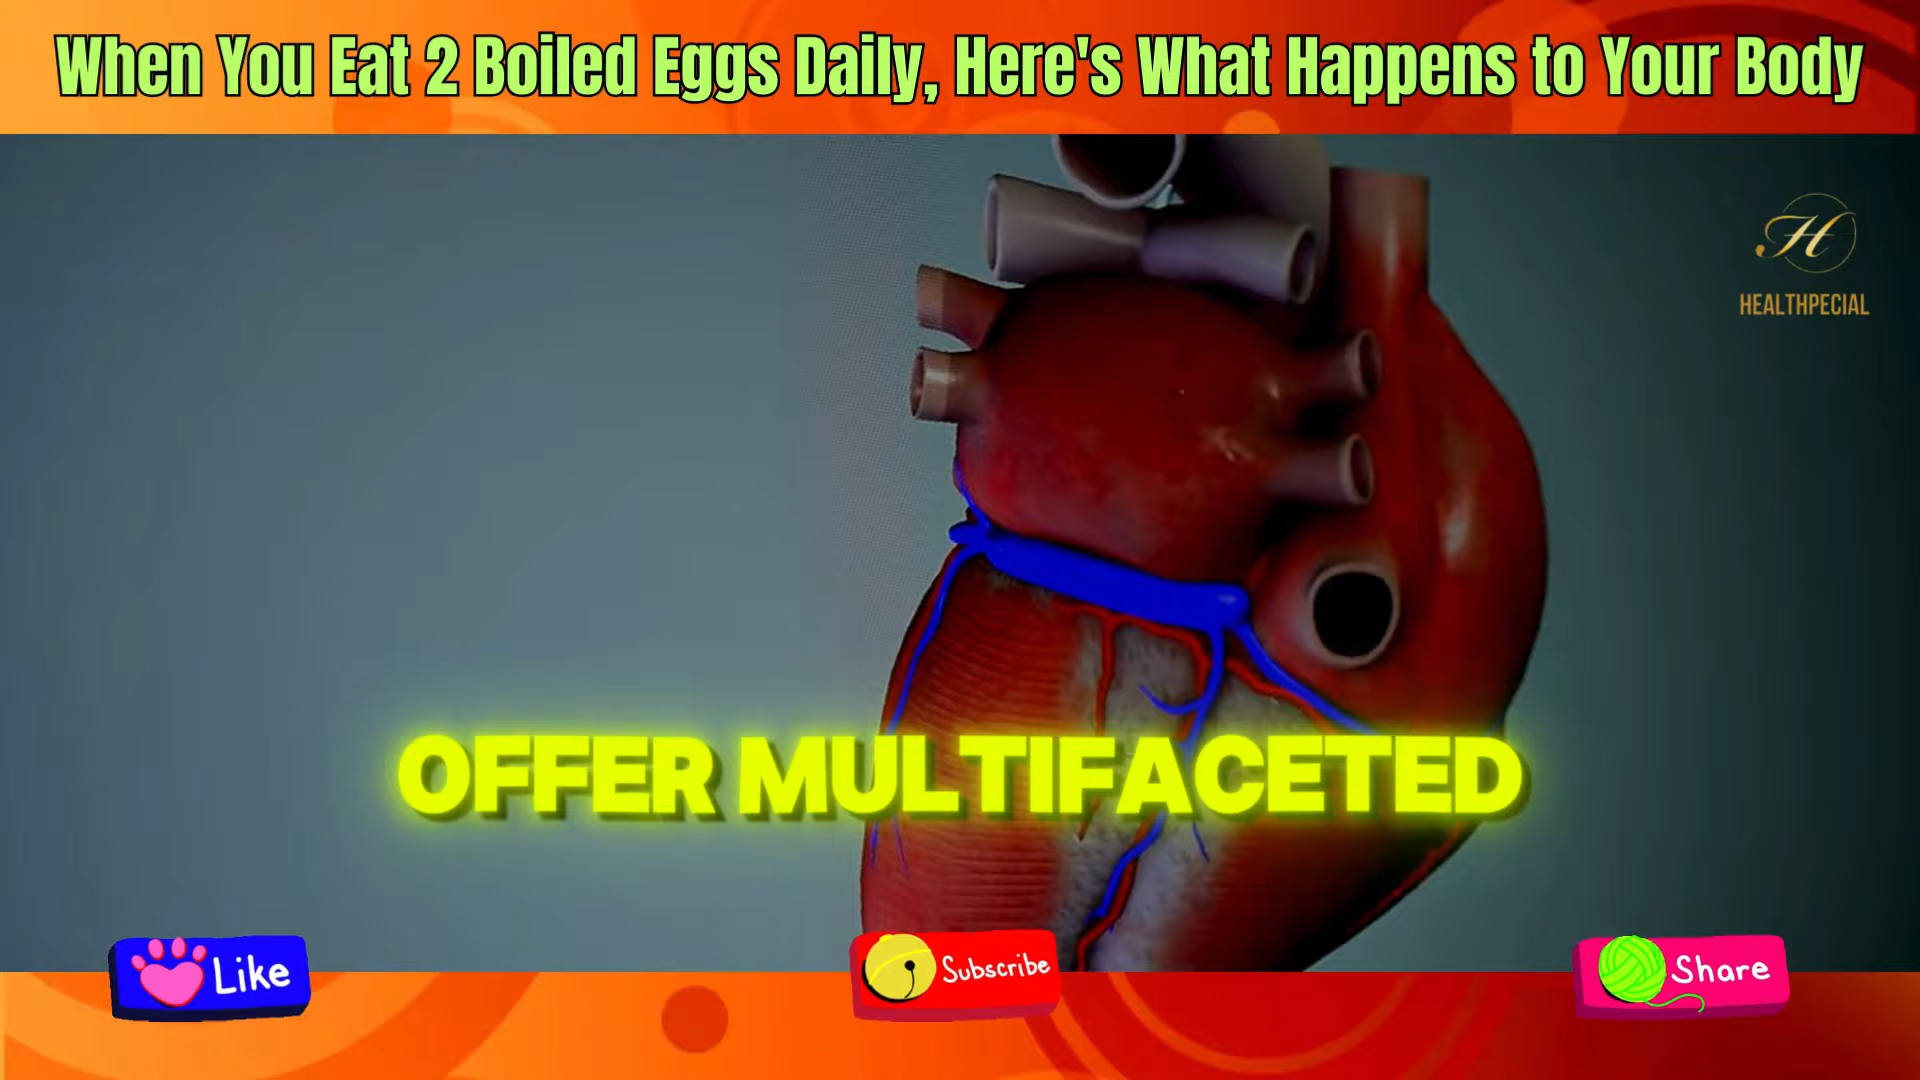 When You Eat 2 Boiled Eggs Daily, Here's What Happens to Your Body
H
HEALTHPECIAL
OFFER MULTIFACETED
Like
Subscribe
Share